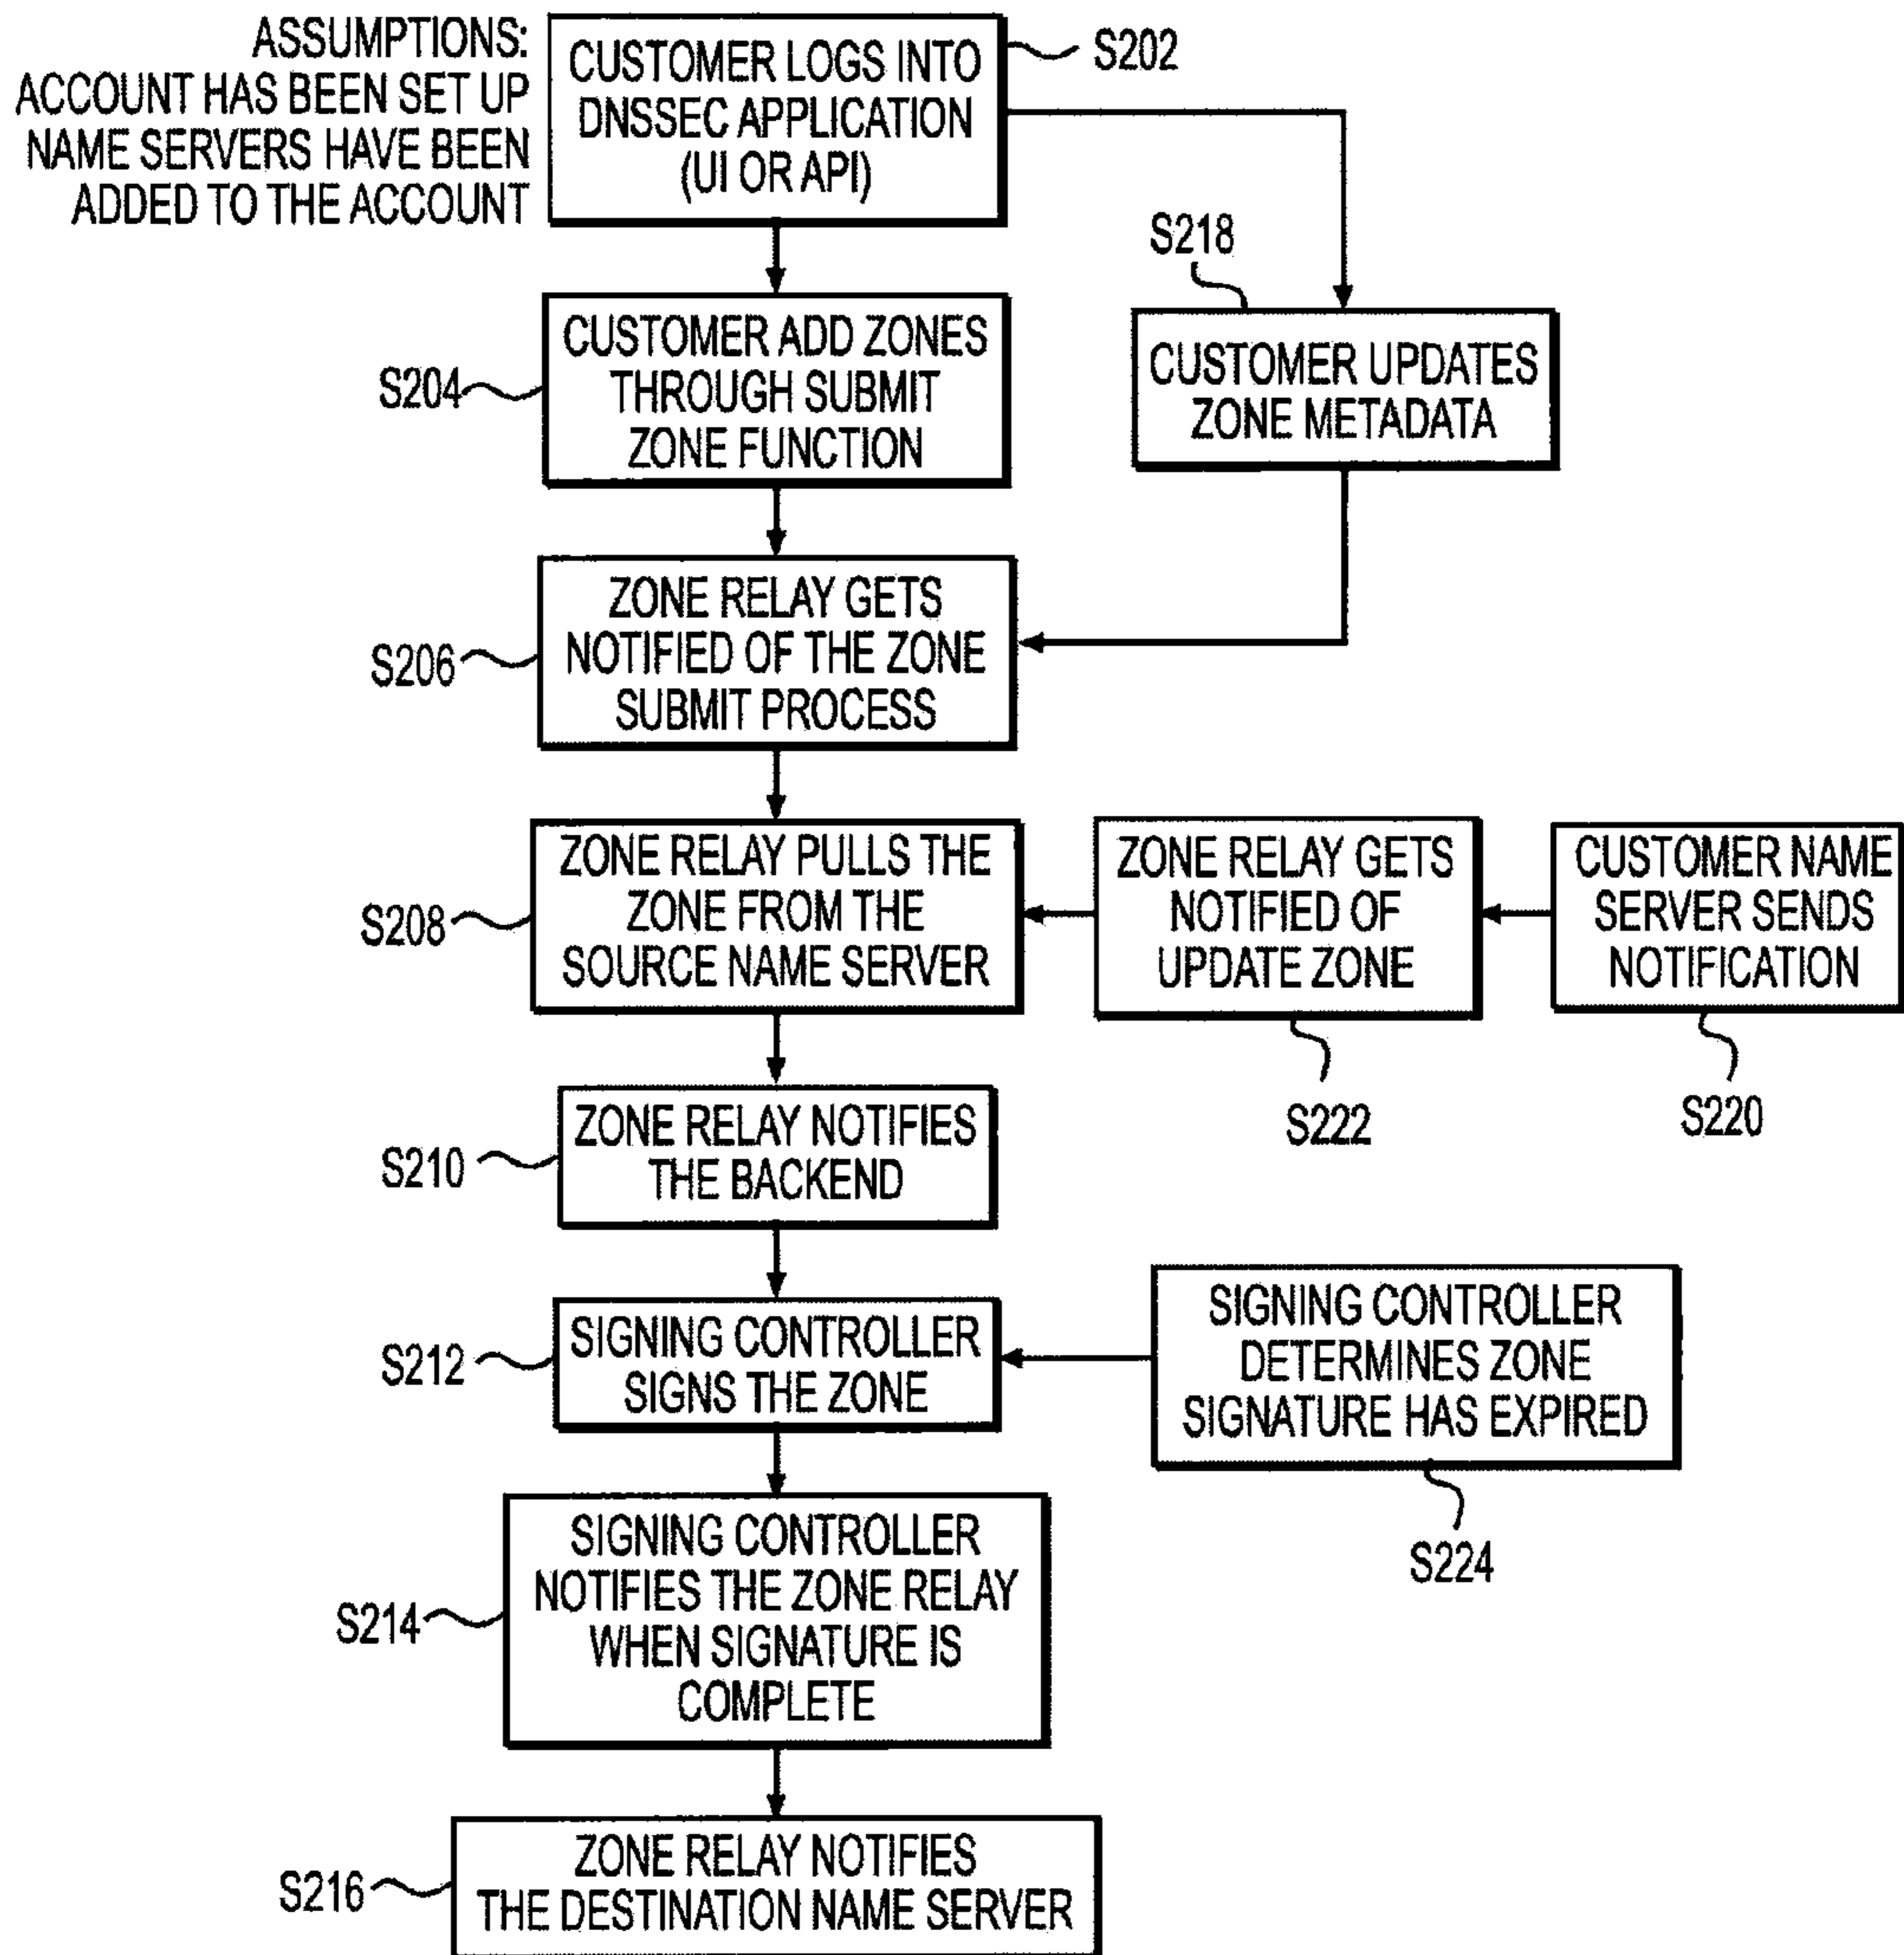 ASSUMPTIONS:
ACCOUNT HAS BEEN SET UP
NAME SERVERS HAVE BEEN
ADDED TO THE ACCOUNT
CUSTOMER LOGS INTO
DNSSEC APPLICATION
(UI OR API)
S202
S218
CUSTOMER UPDATES
ZONE METADATA
S204
CUSTOMER ADD ZONES
THROUGH SUBMIT
ZONE FUNCTION
S206
ZONE RELAY GETS
NOTIFIED OF THE ZONE
SUBMIT PROCESS
S208
ZONE RELAY PULLS THE
ZONE FROM THE
SOURCE NAME SERVER
ZONE RELAY GETS
NOTIFIED OF
UPDATE ZONE
S222
CUSTOMER NAME
SERVER SENDS
NOTIFICATION
S220
S210
ZONE RELAY NOTIFIES
THE BACKEND
S212
SIGNING CONTROLLER
SIGNS THE ZONE
SIGNING CONTROLLER
DETERMINES ZONE
SIGNATURE HAS EXPIRED
S224
S214
SIGNING CONTROLLER
NOTIFIES THE ZONE RELAY
WHEN SIGNATURE IS
COMPLETE
S216
ZONE RELAY NOTIFIES
THE DESTINATION NAME SERVER